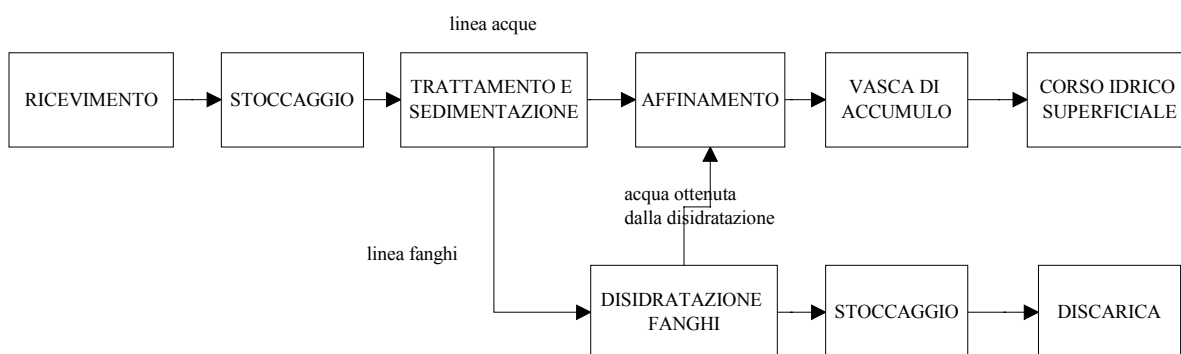 linea acque
RICEVIMENTO
STOCCAGGIO
TRATTAMENTO E
SEDIMENTAZIONE
AFFINAMENTO
VASCA DI
ACCUMULO
CORSO IDRICO
SUPERFICIALE
acqua ottenuta
dalla disidratazione
linea fanghi
DISIDRATAZIONE
FANGHI
STOCCAGGIO
DISCARICA